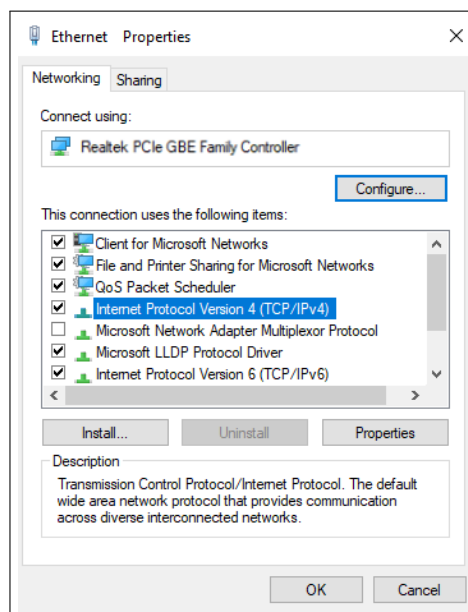 Ethernet Properties
Networking
Sharing
Connect using:
Realtek PCIe GBE Family Controller
Configure...
This connection uses the following items:
Client for Microsoft Networks
File and Printer Sharing for Microsoft Networks
QoS Packet Scheduler
Internet Protocol Version 4 (TCP/IPv4)
Microsoft Network Adapter Multiplexor Protocol
Microsoft LLDP Protocol Driver
Internet Protocol Version 6 (TCP/IPv6)
Install...
Uninstall
Properties
Description
Transmission Control Protocol/Internet Protocol. The default
wide area network protocol that provides communication
across diverse interconnected networks.
OK
Cancel